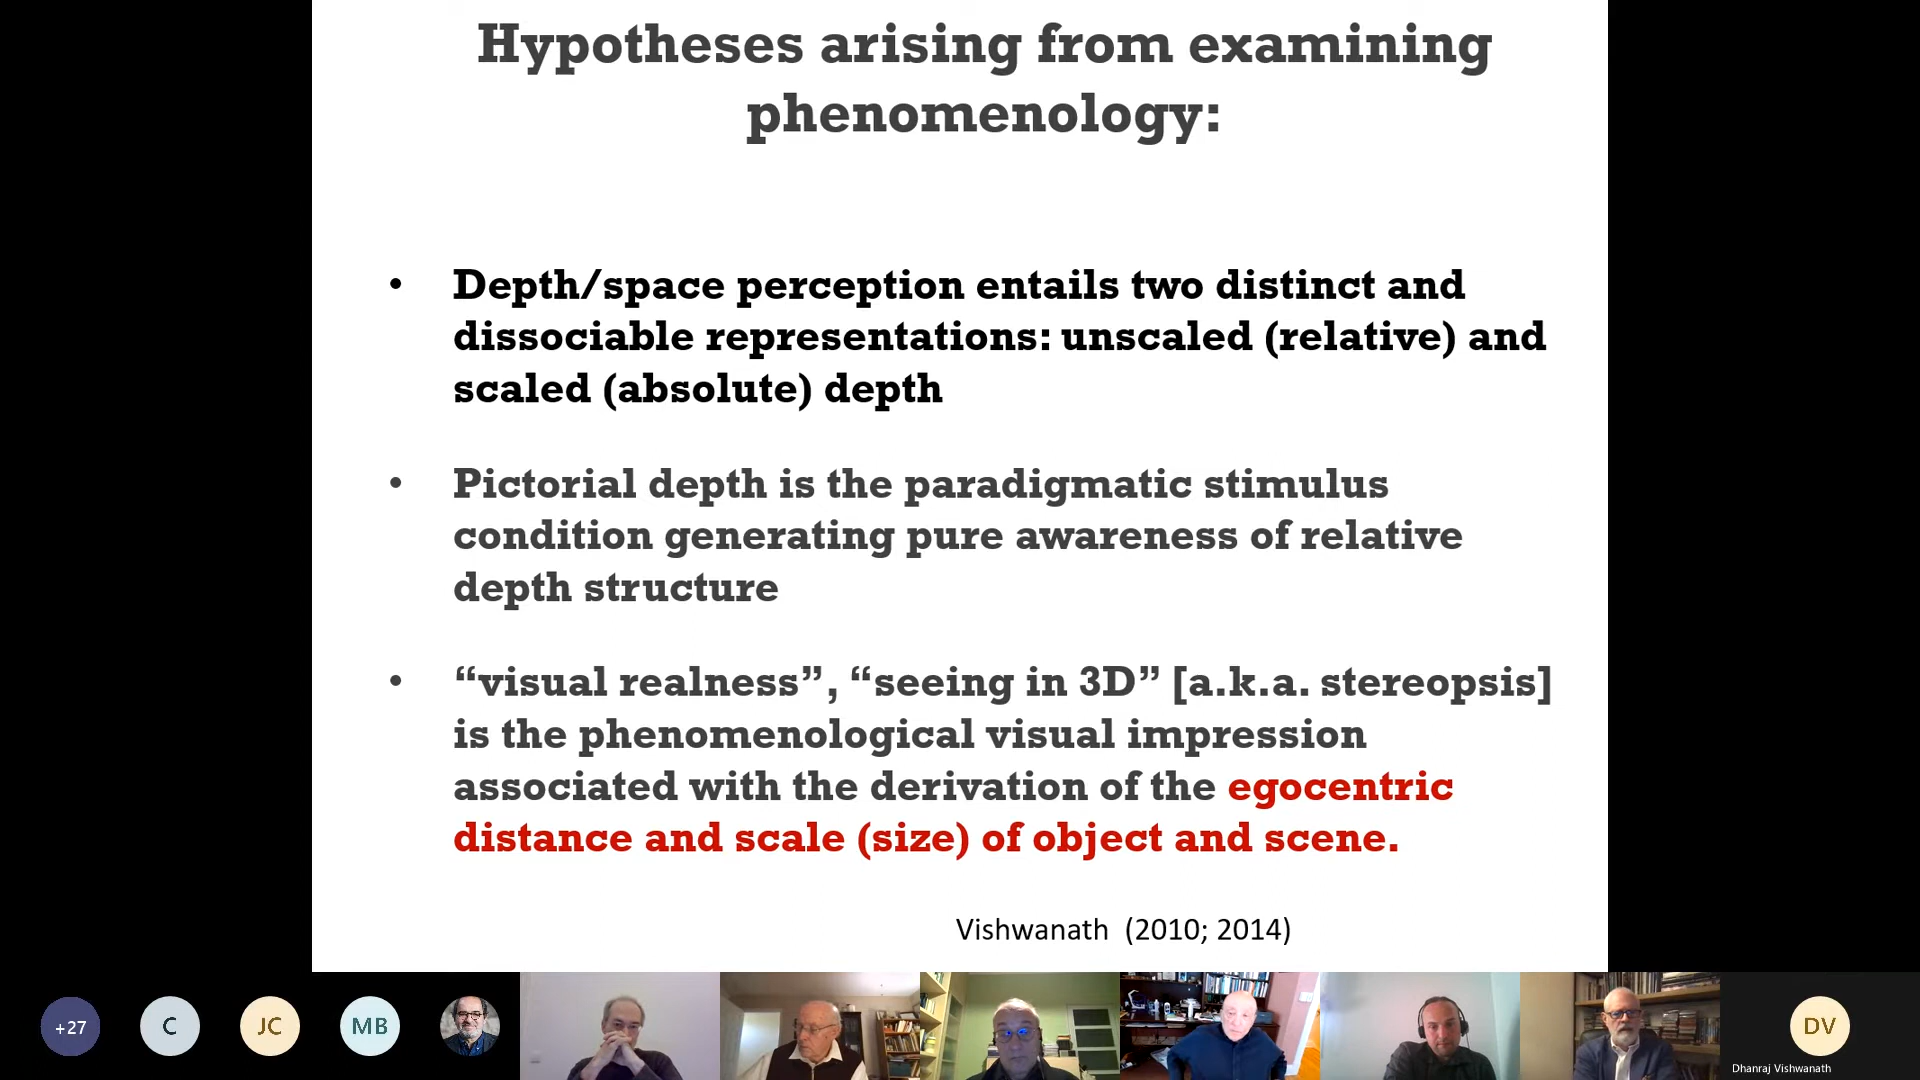 Hypotheses arising from examining
phenomenology:
• Depth/space perception entails two distinct and
dissociable representations: unscaled (relative) and
scaled (absolute) depth
• Pictorial depth is the paradigmatic stimulus
condition generating pure awareness of relative
depth structure
• “visual realness”, “seeing in 3D” [a.k.a. stereopsis]
is the phenomenological visual impression
associated with the derivation of the egocentric
distance and scale (size) of object and scene.
Vishwanath (2010; 2014)
+27
C
JC
MB
DV
Dhanraj Vishwanath